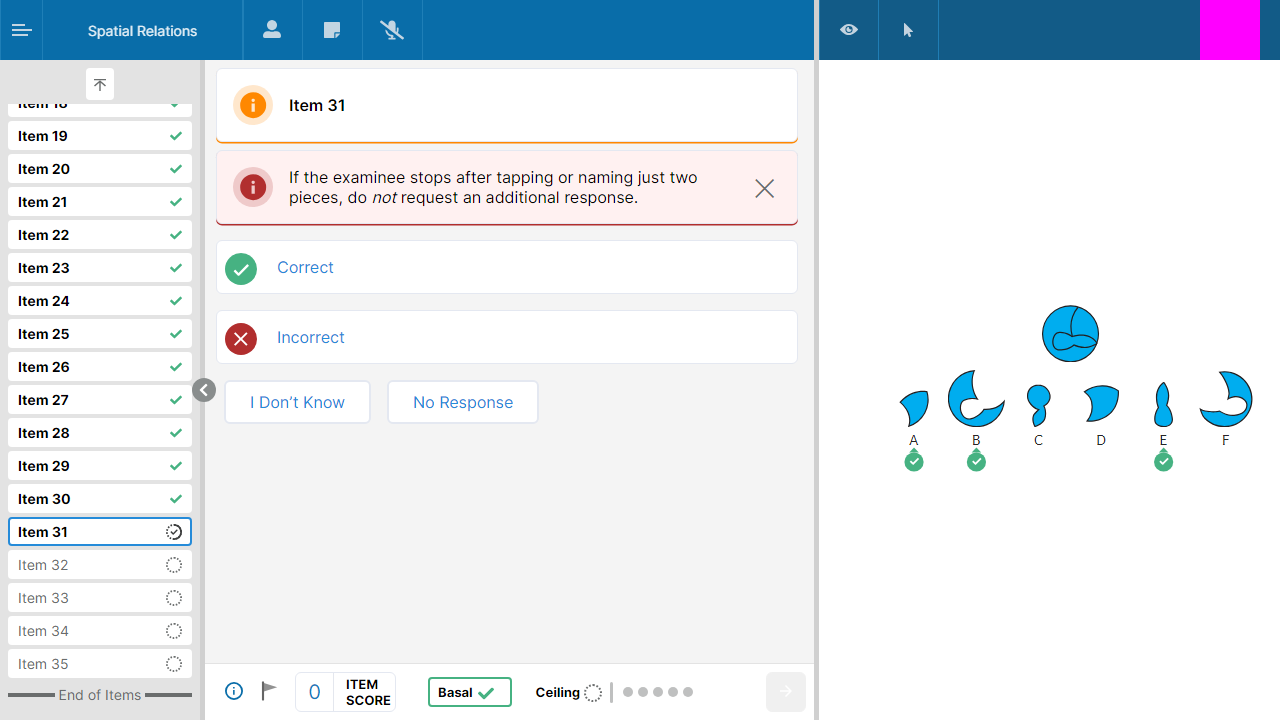 Spatial Relations
Item 18
Item 19
Item 20
Item 21
Item 22
Item 23
Item 24
Item 25
Item 26
Item 27
Item 28
Item 29
Item 30
Item 31
Item 32
Item 33
Item 34
Item 35
End of Items
Item 31
If the examinee stops after tapping or naming just two
pieces, do not request an additional response.
Correct
Incorrect
I Don’t Know
No Response
0
ITEM
SCORE
Basal
Ceiling
A B C D E F